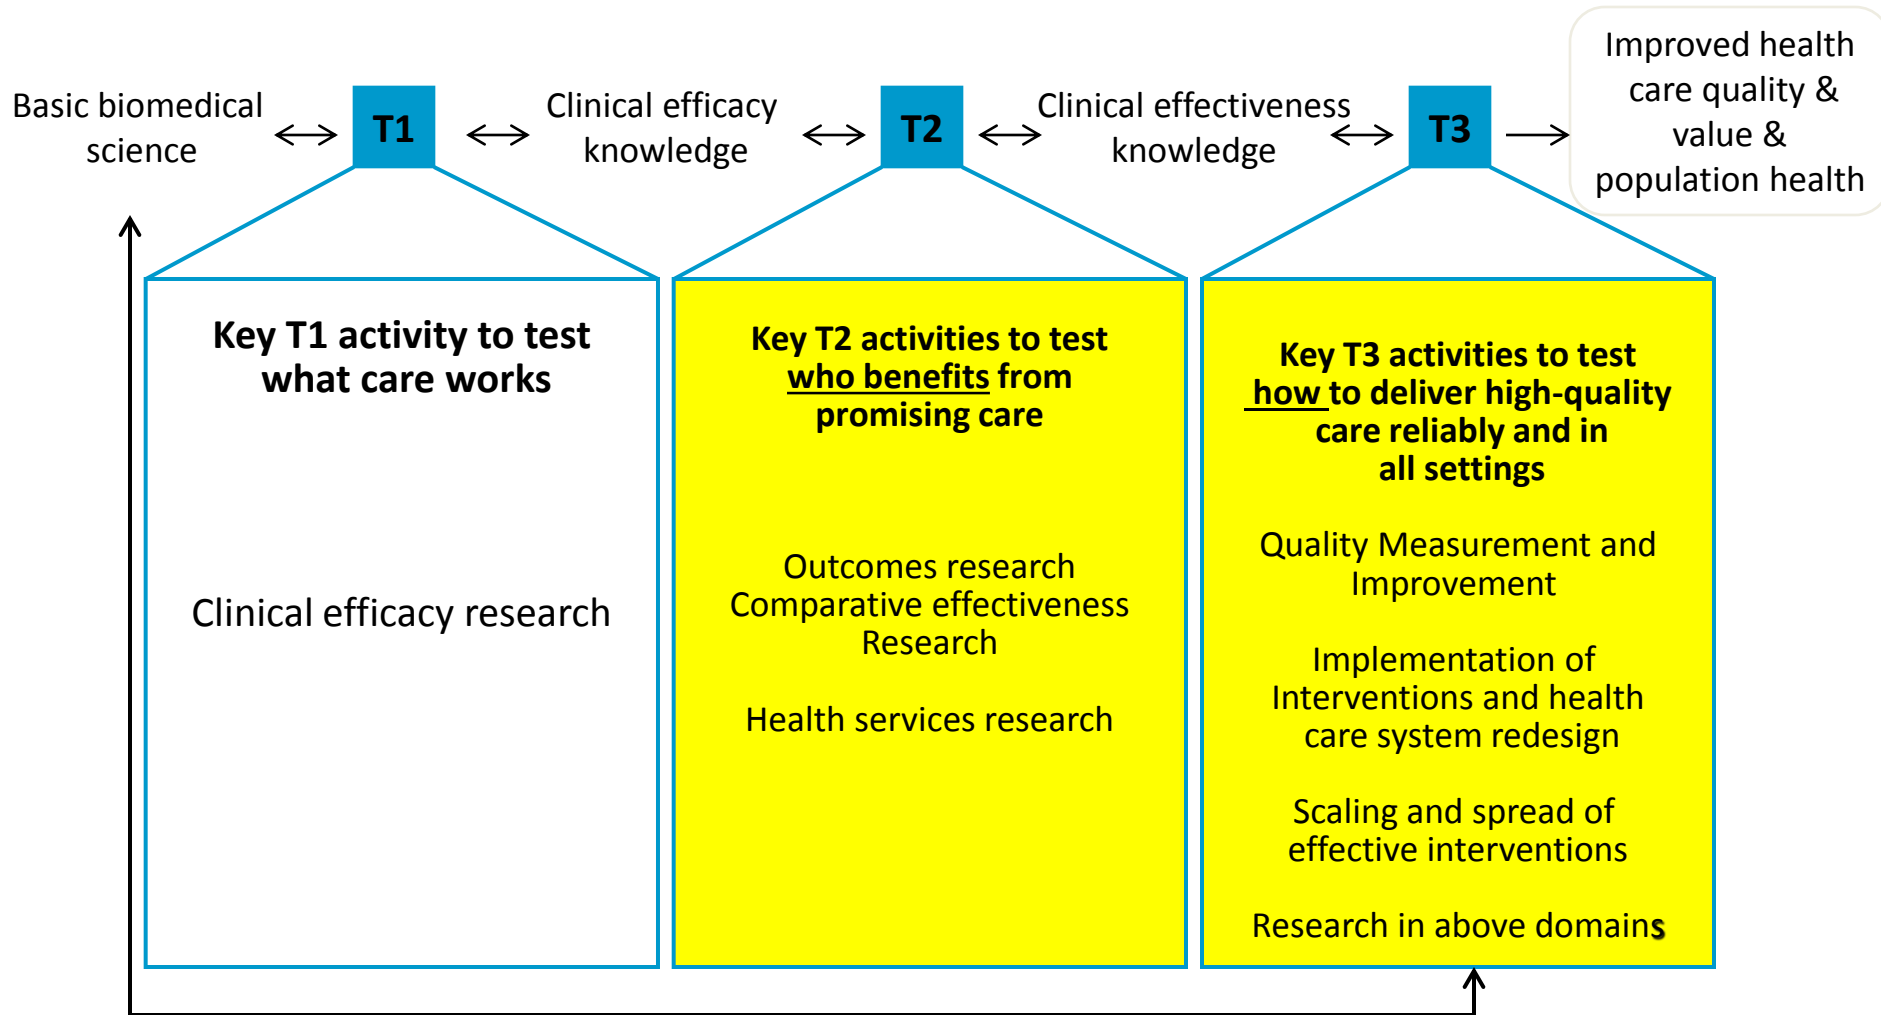 Basic biomedical
science
T1
Clinical efficacy
knowledge
T2
Clinical effectiveness
knowledge
T3
Improved health
care quality &
value &
population health
Key T1 activity to test
what care works
Clinical efficacy research
Key T2 activities to test
who benefits from
promising care
Outcomes research
Comparative effectiveness
Research
Health services research
Key T3 activities to test
how to deliver high-quality
care reliably and in
all settings
Quality Measurement and
Improvement
Implementation of
Interventions and health
care system redesign
Scaling and spread of
effective interventions
Research in above domains